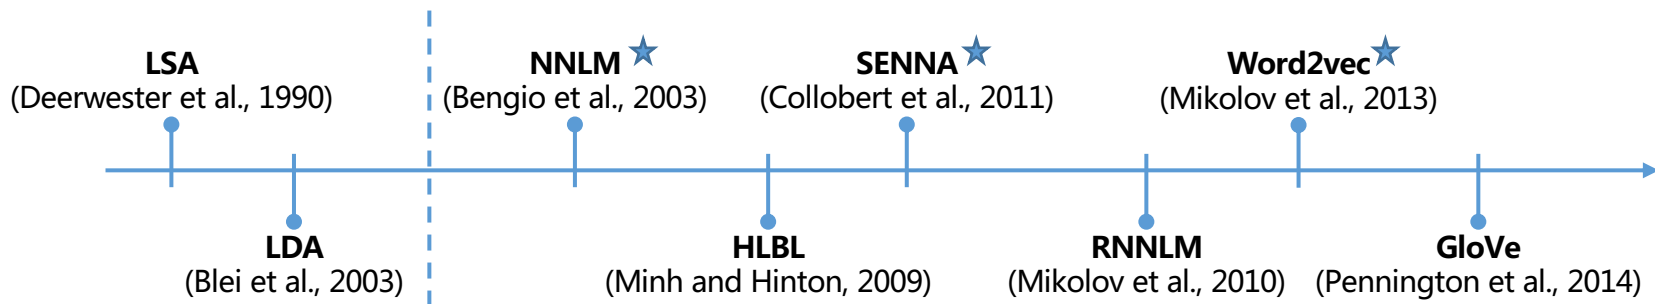 LSA
(Deerwester et al., 1990)
NNLM
(Bengio et al., 2003)
SENNA
(Collobert et al., 2011)
Word2vec
(Mikolov et al., 2013)
LDA
(Blei et al., 2003)
HLBL
(Minh and Hinton, 2009)
RNNLM
(Mikolov et al., 2010)
GloVe
(Pennington et al., 2014)